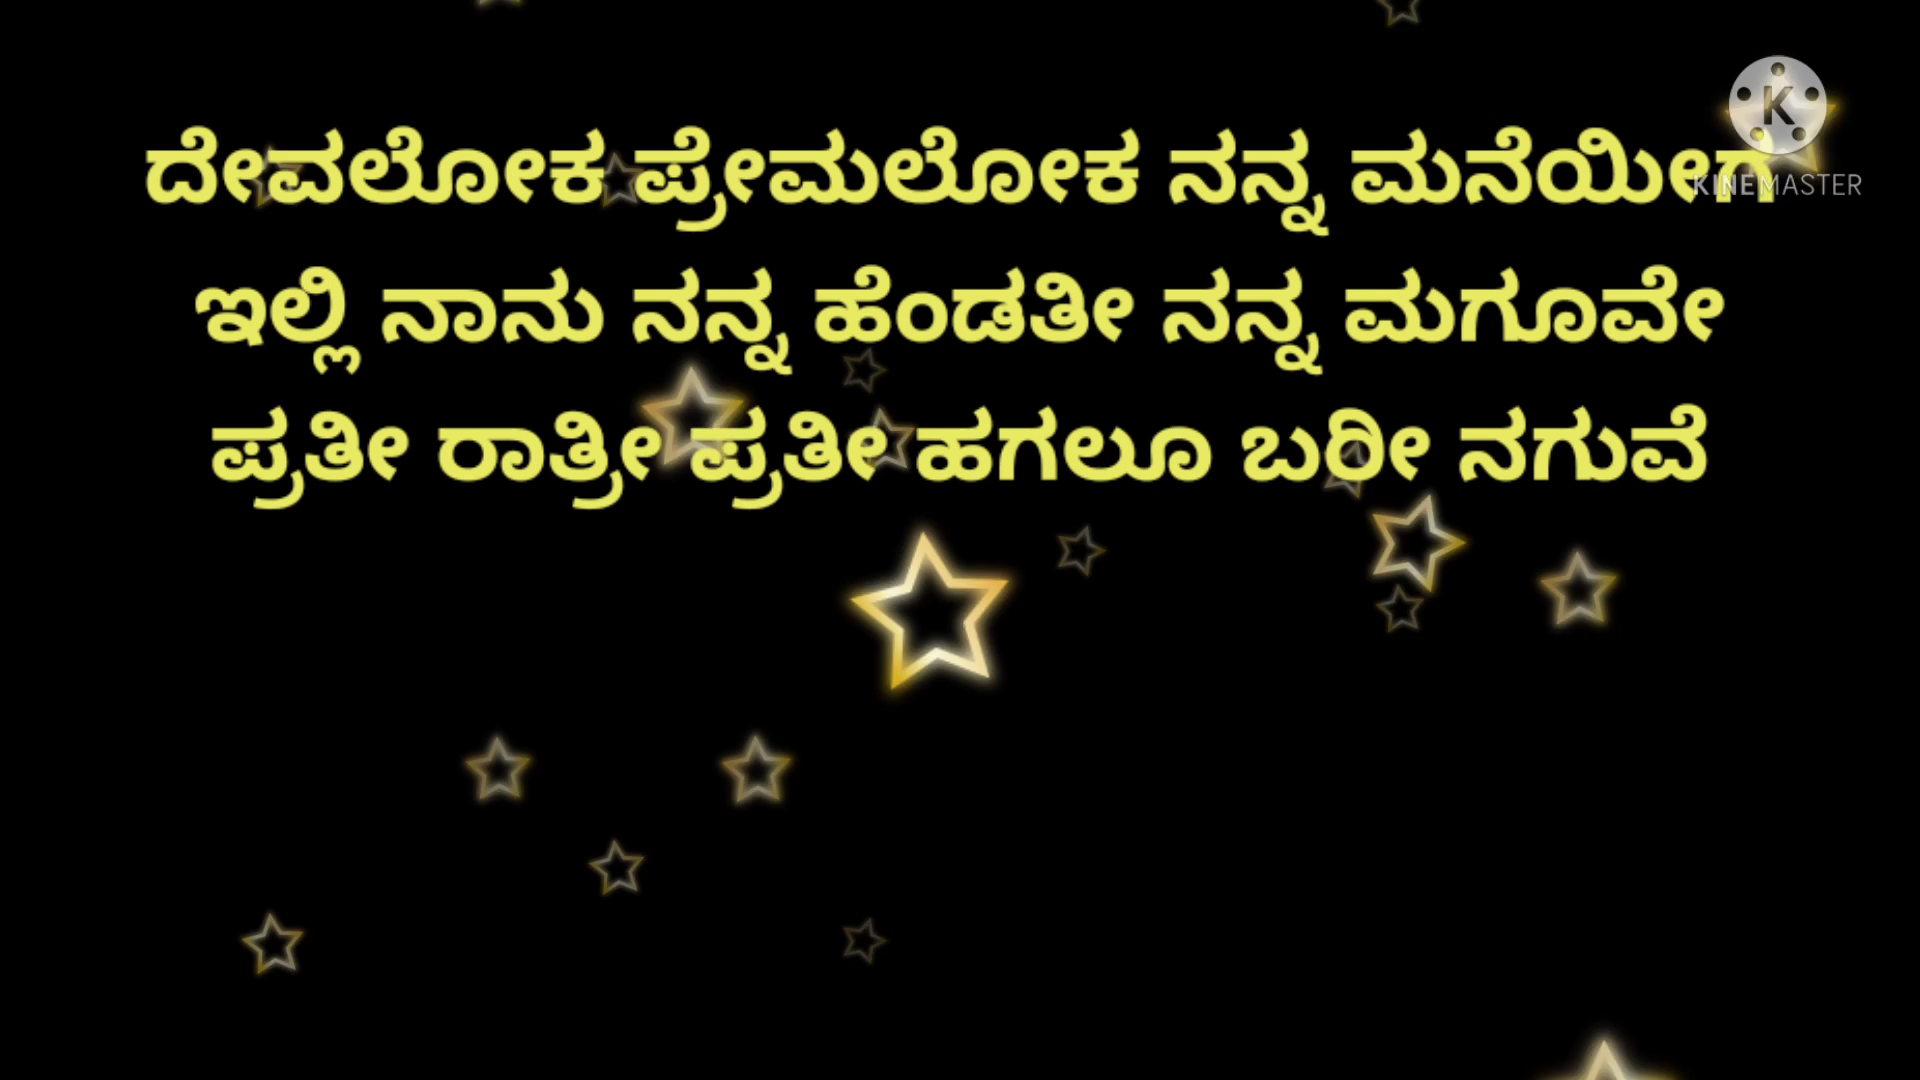 ದೇವಲೋಕ ಪ್ರೇಮಲೋಕ ನನ್ನ ಮನೆಯೀಗ
ಇಲ್ಲಿ ನಾನು ನನ್ನ ಹೆಂಡತೀ ನನ್ನ ಮಗೂವೇ
ಪ್ರತೀ ರಾತ್ರೀ ಪ್ರತೀ ಹಗಲೂ ಬರೀ ನಗುವೆ
K
KINEMASTER